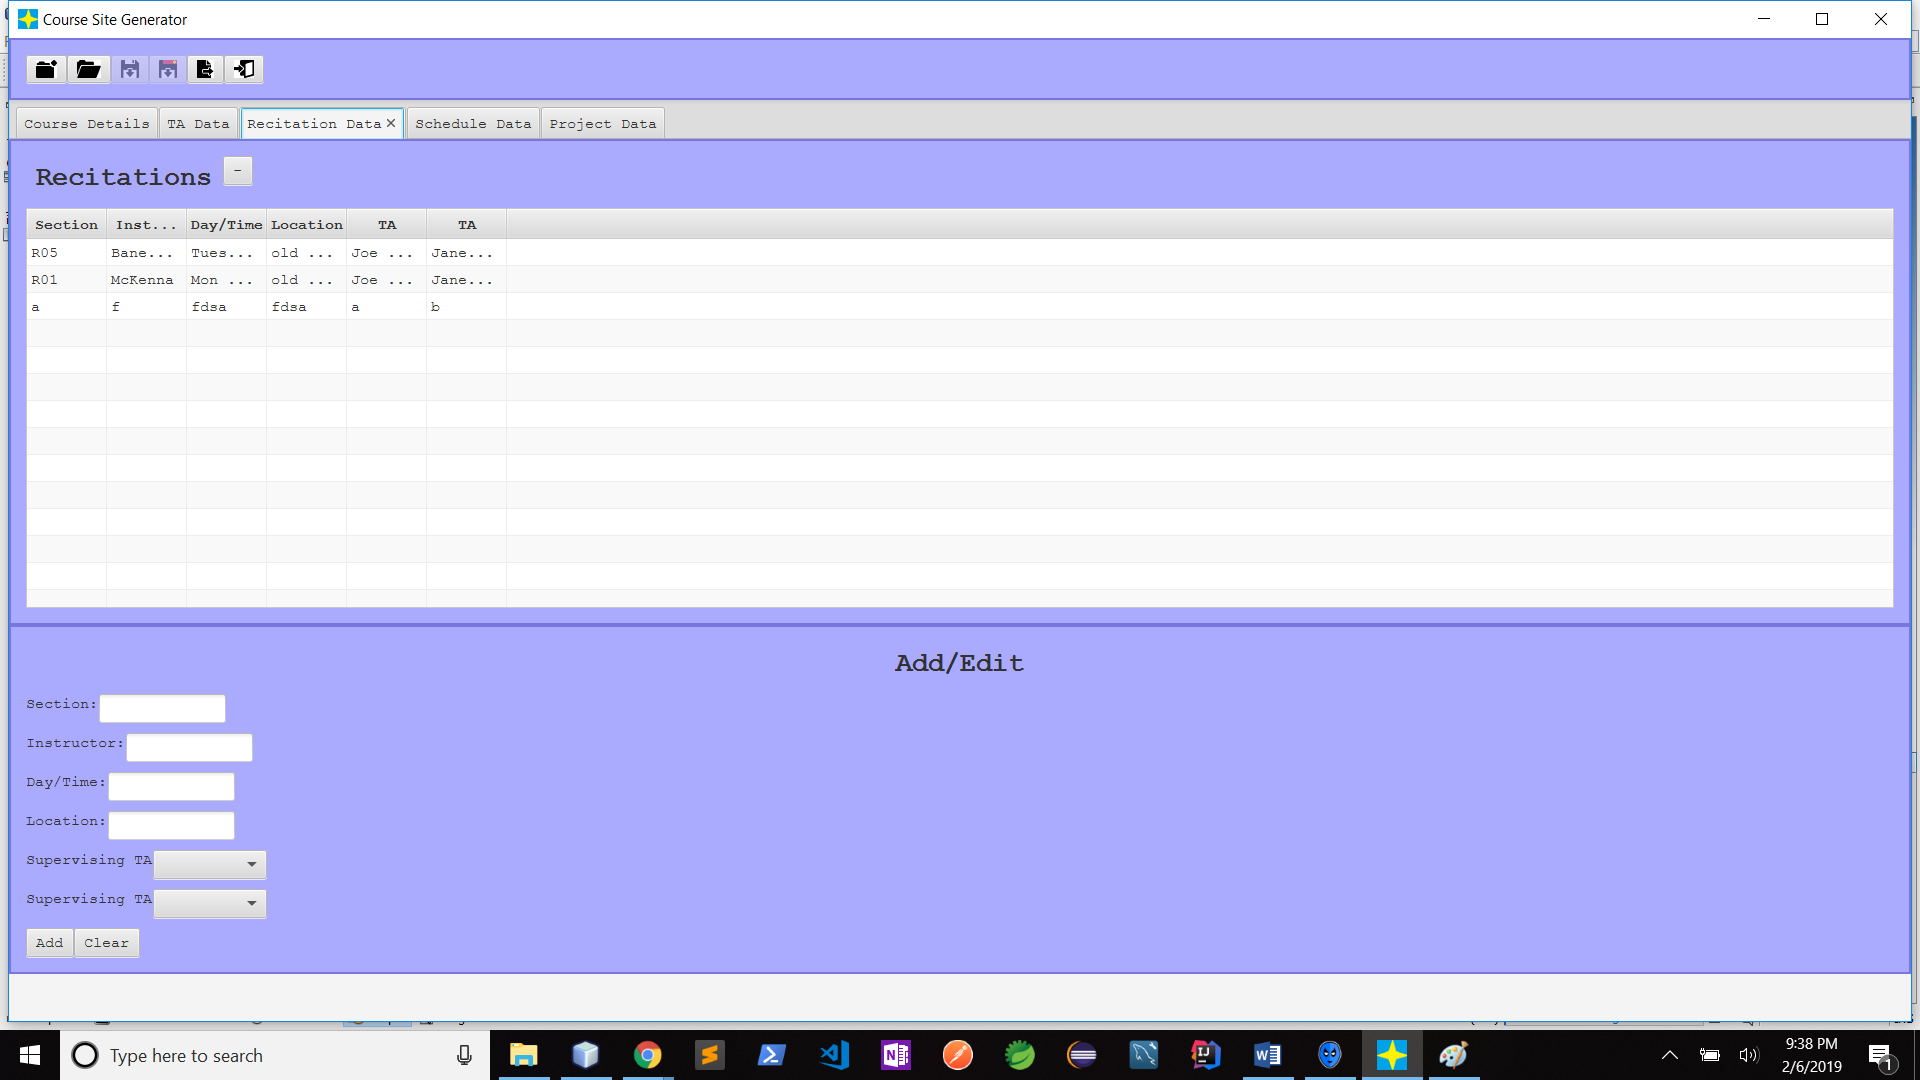 Course Site Generator
Course Details TA Data Recitation Data Schedule Data Project Data
Recitations -
Section Inst... Day/Time Location TA TA
R05 Bane... Tues... old ... Joe ... Jane...
R01 McKenna Mon ... old ... Joe ... Jane...
a f fdsa fdsa a b
Add/Edit
Section:
Instructor:
Day/Time:
Location:
Supervising TA
Supervising TA
Add Clear
Type here to search
9:38 PM
2/6/2019
1